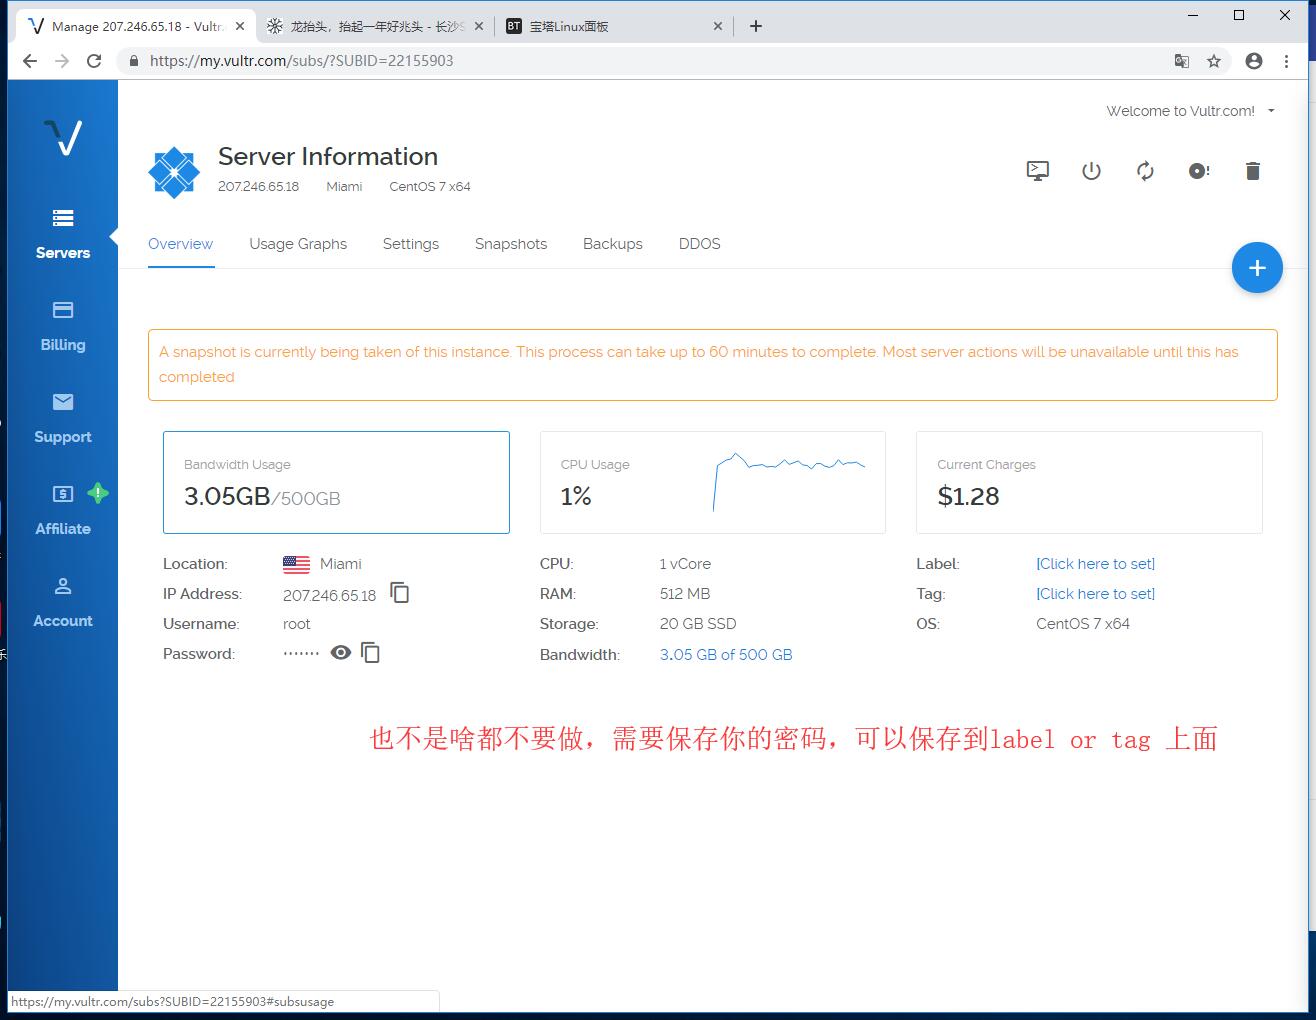 Manage 207.246.65.18 - Vultr
龙抬头，抬起一年好兆头 - 长沙
宝塔Linux面板
https://my.vultr.com/subs/?SUBID=22155903
Welcome to Vultr.com!
Server Information
207.246.65.18 Miami CentOS 7 x64
Overview Usage Graphs Settings Snapshots Backups DDOS
Servers
Billing
Support
Affiliate
Account
A snapshot is currently being taken of this instance. This process can take up to 60 minutes to complete. Most server actions will be unavailable until this has
completed
Bandwidth Usage
3.05GB/500GB
CPU Usage
1%
Current Charges
$1.28
Location: Miami
IP Address: 207.246.65.18
Username: root
Password: ·······
CPU: 1 vCore
RAM: 512 MB
Storage: 20 GB SSD
Bandwidth: 3.05 GB of 500 GB
Label: [Click here to set]
Tag: [Click here to set]
OS: CentOS 7 x64
也不是啥都不要做，需要保存你的密码，可以保存到label or tag 上面
https://my.vultr.com/subs?SUBID=22155903#subsusage